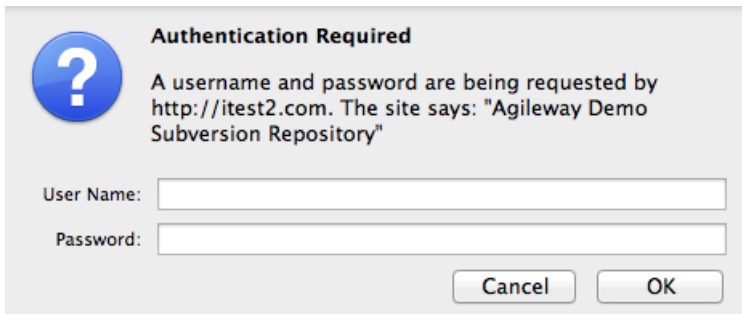 Authentication Required
A username and password are being requested by
http://itest2.com. The site says: "Agileway Demo
Subversion Repository"
User Name:
Password:
Cancel OK